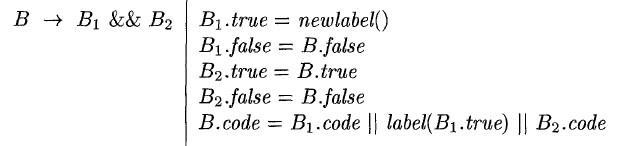 B → B₁ && B₂ | B₁.true = newlabel()
B₁.false = B.false
B₂.true = B.true
B₂.false = B.false
B.code = B₁.code || label(B₁.true) || B₂.code